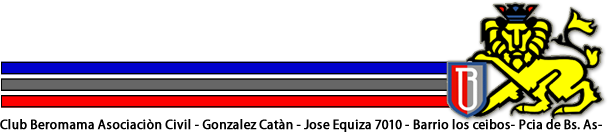 Club Beromama Asociaciòn Civil - Gonzalez Catàn - Jose Equiza 7010 - Barrio los ceibos- Pcia de Bs. As-